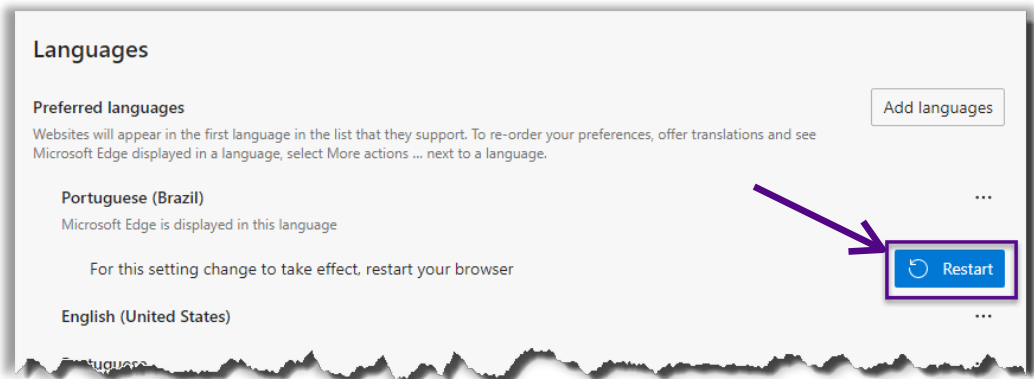 Languages
Preferred languages
Add languages
Websites will appear in the first language in the list that they support. To re-order your preferences, offer translations and see
Microsoft Edge displayed in a language, select More actions ... next to a language.
Portuguese (Brazil)
...
Microsoft Edge is displayed in this language
For this setting change to take effect, restart your browser
Restart
English (United States)
...